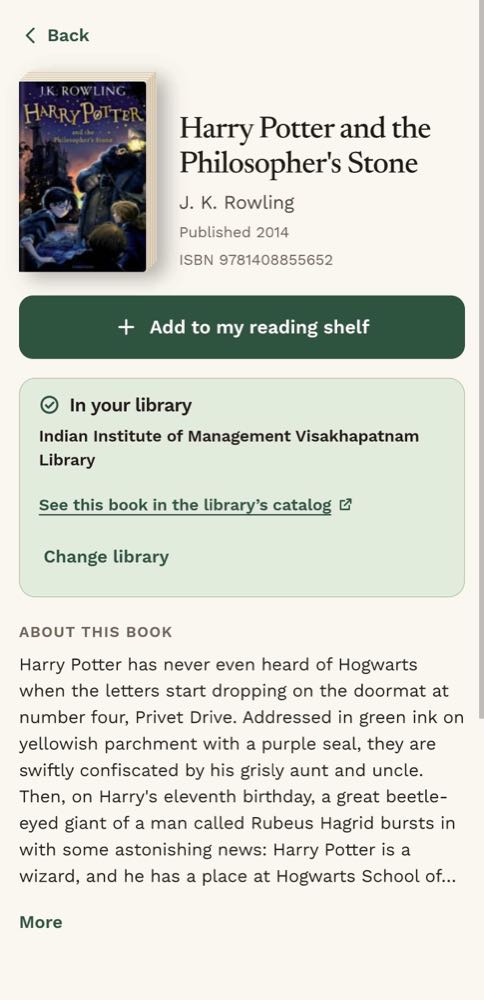 Back
J.K. ROWLING
HARRY POTTER
and the
Philosopher's Stone
Harry Potter and the
Philosopher's Stone
J. K. Rowling
Published 2014
ISBN 9781408855652
+ Add to my reading shelf
In your library
Indian Institute of Management Visakhapatnam
Library
See this book in the library’s catalog
Change library
ABOUT THIS BOOK
Harry Potter has never even heard of Hogwarts
when the letters start dropping on the doormat at
number four, Privet Drive. Addressed in green ink on
yellowish parchment with a purple seal, they are
swiftly confiscated by his grisly aunt and uncle.
Then, on Harry's eleventh birthday, a great beetle-
eyed giant of a man called Rubeus Hagrid bursts in
with some astonishing news: Harry Potter is a
wizard, and he has a place at Hogwarts School of...
More